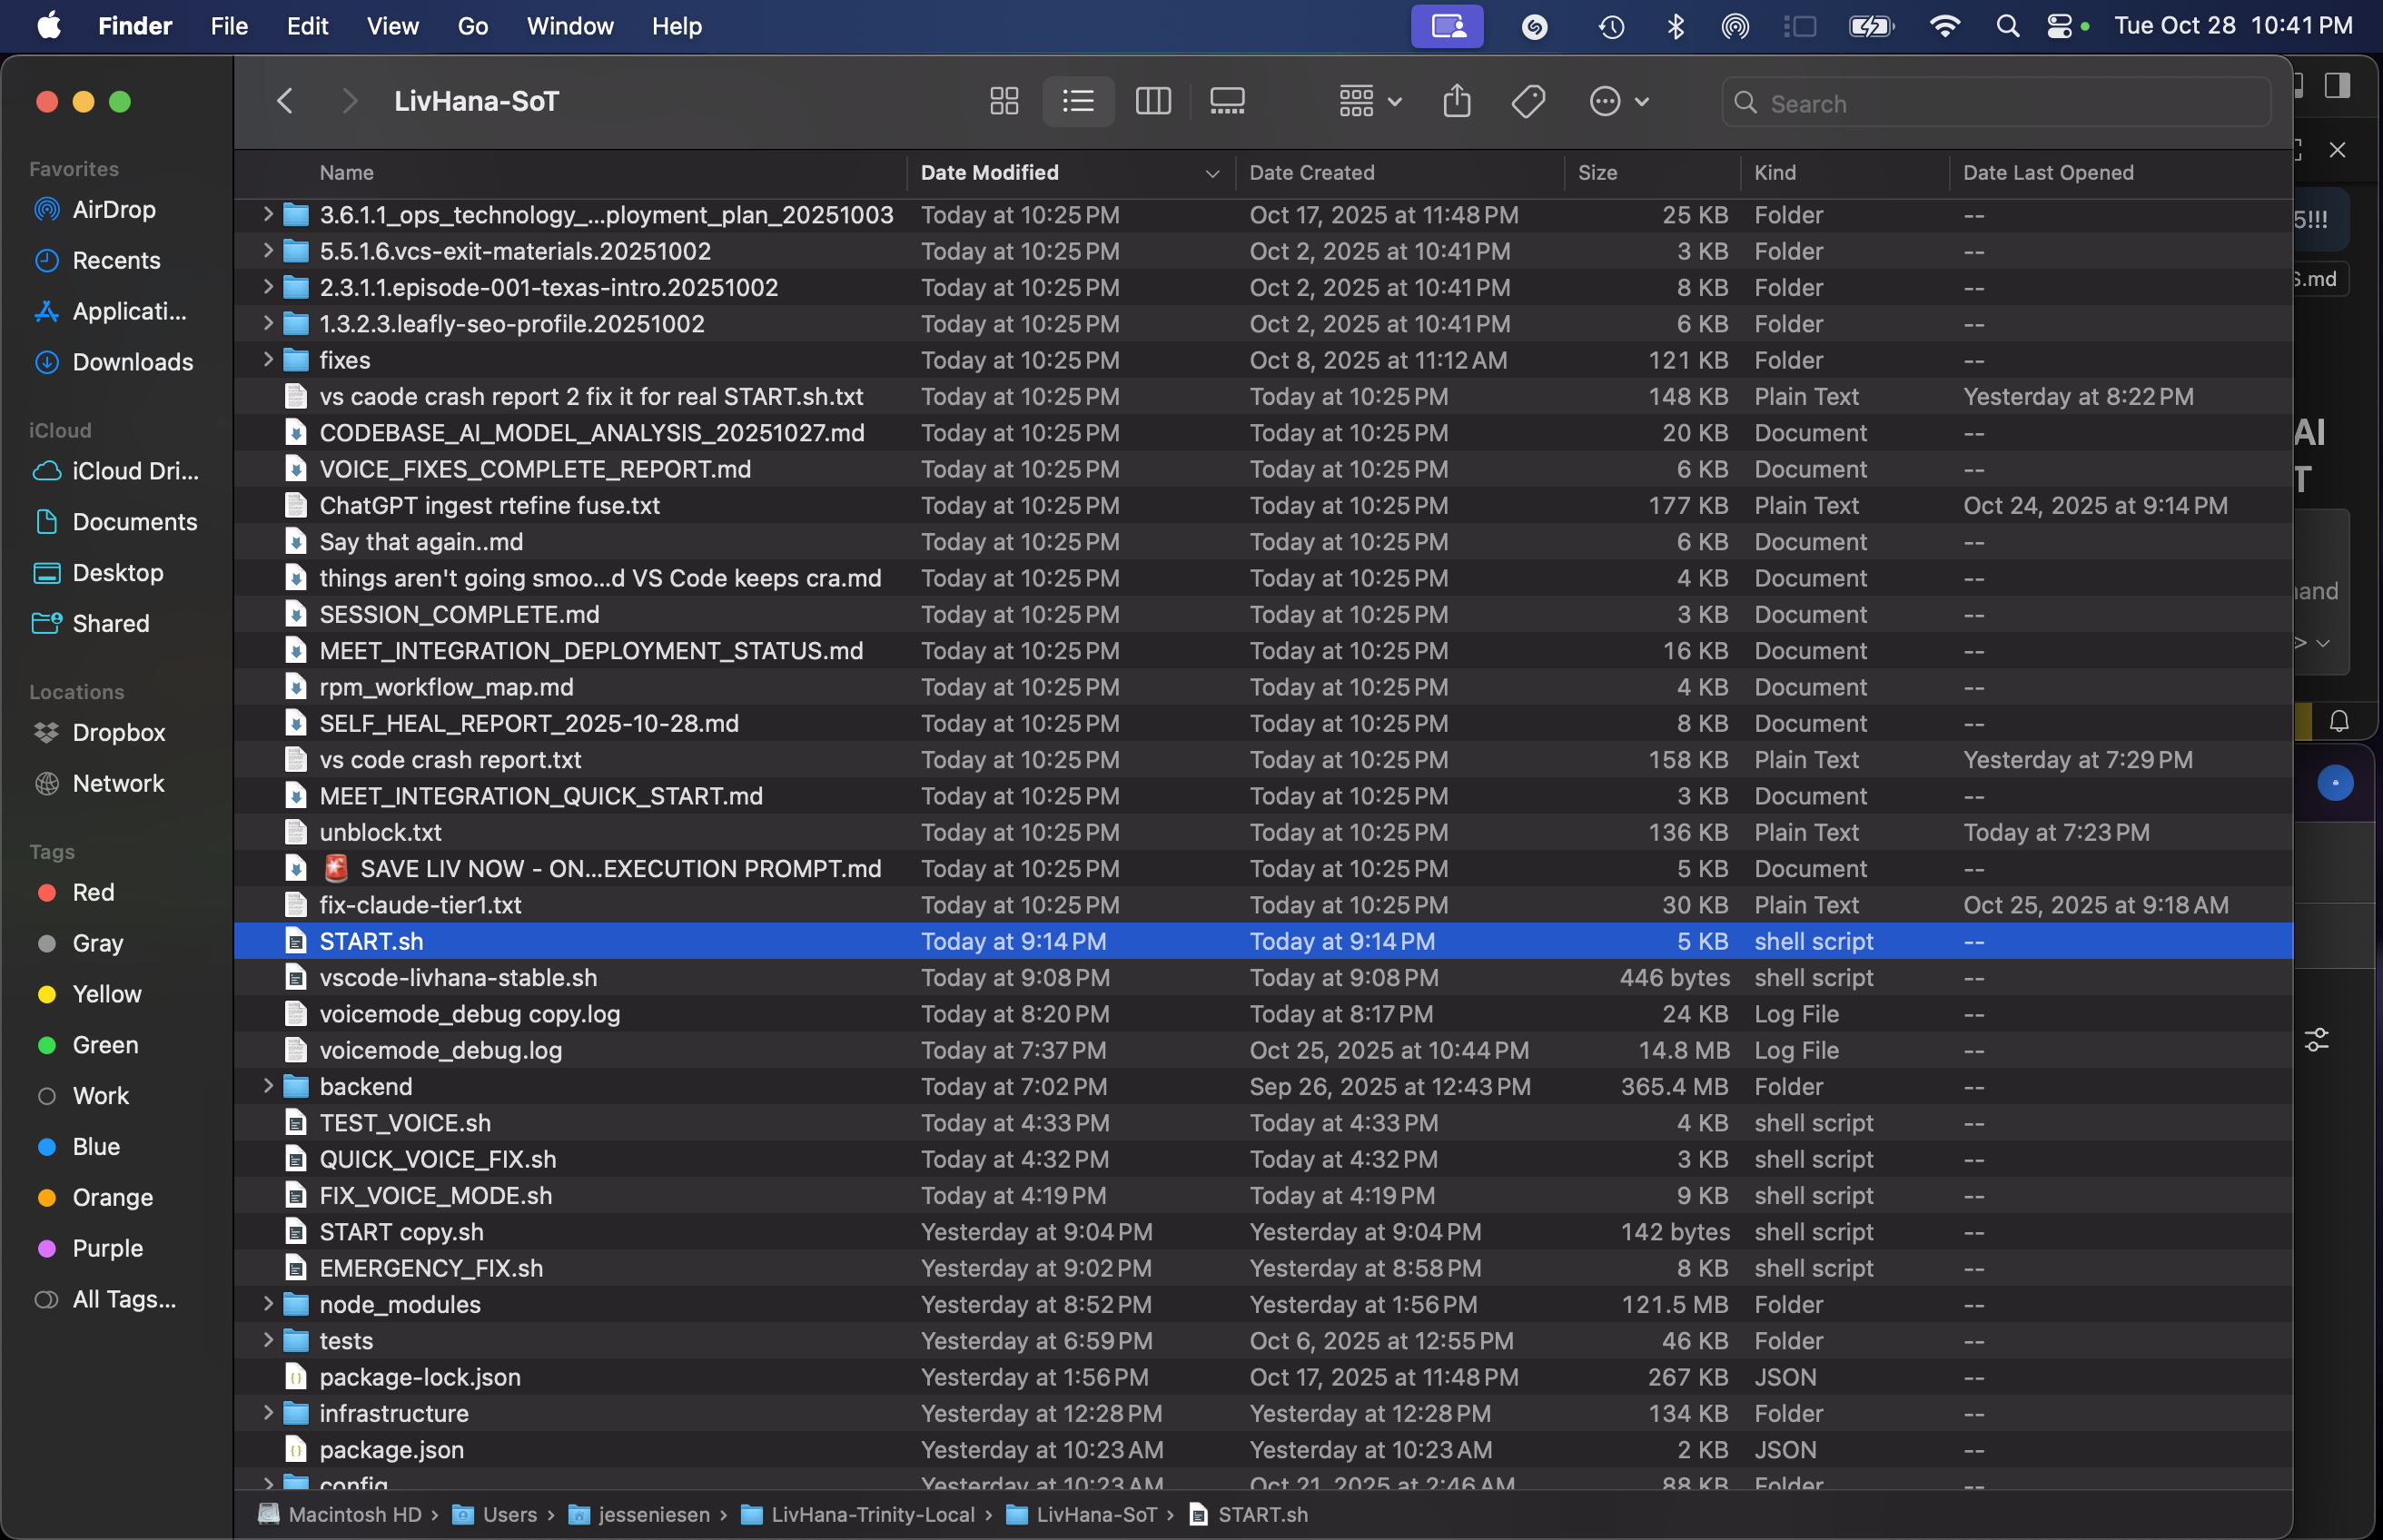 Finder File Edit View Go Window Help Tue Oct 28 10:41 PM
LivHana-SoT Search
Favorites
AirDrop
Recents
Applicati...
Downloads
iCloud
iCloud Dri...
Documents
Desktop
Shared
Locations
Dropbox
Network
Tags
Red
Gray
Yellow
Green
Work
Blue
Orange
Purple
All Tags...
Name Date Modified Date Created Size Kind Date Last Opened
3.6.1.1_ops_technology_...ployment_plan_20251003 Today at 10:25 PM Oct 17, 2025 at 11:48 PM 25 KB Folder --
5.5.1.6.vcs-exit-materials.20251002 Today at 10:25 PM Oct 2, 2025 at 10:41 PM 3 KB Folder --
2.3.1.1.episode-001-texas-intro.20251002 Today at 10:25 PM Oct 2, 2025 at 10:41 PM 8 KB Folder --
1.3.2.3.leafly-seo-profile.20251002 Today at 10:25 PM Oct 2, 2025 at 10:41 PM 6 KB Folder --
fixes Today at 10:25 PM Oct 8, 2025 at 11:12 AM 121 KB Folder --
vs caode crash report 2 fix it for real START.sh.txt Today at 10:25 PM Today at 10:25 PM 148 KB Plain Text Yesterday at 8:22 PM
CODEBASE_AI_MODEL_ANALYSIS_20251027.md Today at 10:25 PM Today at 10:25 PM 20 KB Document --
VOICE_FIXES_COMPLETE_REPORT.md Today at 10:25 PM Today at 10:25 PM 6 KB Document --
ChatGPT ingest rtefine fuse.txt Today at 10:25 PM Today at 10:25 PM 177 KB Plain Text Oct 24, 2025 at 9:14 PM
Say that again..md Today at 10:25 PM Today at 10:25 PM 6 KB Document --
things aren't going smoo...d VS Code keeps cra.md Today at 10:25 PM Today at 10:25 PM 4 KB Document --
SESSION_COMPLETE.md Today at 10:25 PM Today at 10:25 PM 3 KB Document --
MEET_INTEGRATION_DEPLOYMENT_STATUS.md Today at 10:25 PM Today at 10:25 PM 16 KB Document --
rpm_workflow_map.md Today at 10:25 PM Today at 10:25 PM 4 KB Document --
SELF_HEAL_REPORT_2025-10-28.md Today at 10:25 PM Today at 10:25 PM 8 KB Document --
vs code crash report.txt Today at 10:25 PM Today at 10:25 PM 158 KB Plain Text Yesterday at 7:29 PM
MEET_INTEGRATION_QUICK_START.md Today at 10:25 PM Today at 10:25 PM 3 KB Document --
unblock.txt Today at 10:25 PM Today at 10:25 PM 136 KB Plain Text Today at 7:23 PM
🚨 SAVE LIV NOW - ON...EXECUTION PROMPT.md Today at 10:25 PM Today at 10:25 PM 5 KB Document --
fix-claude-tier1.txt Today at 10:25 PM Today at 10:25 PM 30 KB Plain Text Oct 25, 2025 at 9:18 AM
START.sh Today at 9:14 PM Today at 9:14 PM 5 KB shell script --
vscode-livhana-stable.sh Today at 9:08 PM Today at 9:08 PM 446 bytes shell script --
voicemode_debug copy.log Today at 8:20 PM Today at 8:17 PM 24 KB Log File --
voicemode_debug.log Today at 7:37 PM Oct 25, 2025 at 10:44 PM 14.8 MB Log File --
backend Today at 7:02 PM Sep 26, 2025 at 12:43 PM 365.4 MB Folder --
TEST_VOICE.sh Today at 4:33 PM Today at 4:33 PM 4 KB shell script --
QUICK_VOICE_FIX.sh Today at 4:32 PM Today at 4:32 PM 3 KB shell script --
FIX_VOICE_MODE.sh Today at 4:19 PM Today at 4:19 PM 9 KB shell script --
START copy.sh Yesterday at 9:04 PM Yesterday at 9:04 PM 142 bytes shell script --
EMERGENCY_FIX.sh Yesterday at 9:02 PM Yesterday at 8:58 PM 8 KB shell script --
node_modules Yesterday at 8:52 PM Yesterday at 1:56 PM 121.5 MB Folder --
tests Yesterday at 6:59 PM Oct 6, 2025 at 12:55 PM 46 KB Folder --
package-lock.json Yesterday at 1:56 PM Oct 17, 2025 at 11:48 PM 267 KB JSON --
infrastructure Yesterday at 12:28 PM Yesterday at 12:28 PM 134 KB Folder --
package.json Yesterday at 10:23 AM Yesterday at 10:23 AM 2 KB JSON --
config Yesterday at 10:23 AM Oct 21, 2025 at 2:46 AM 88 KB Folder --
Macintosh HD › Users › jesseniesen › LivHana-Trinity-Local › LivHana-SoT › START.sh
5!!!
.md
AI
T
and